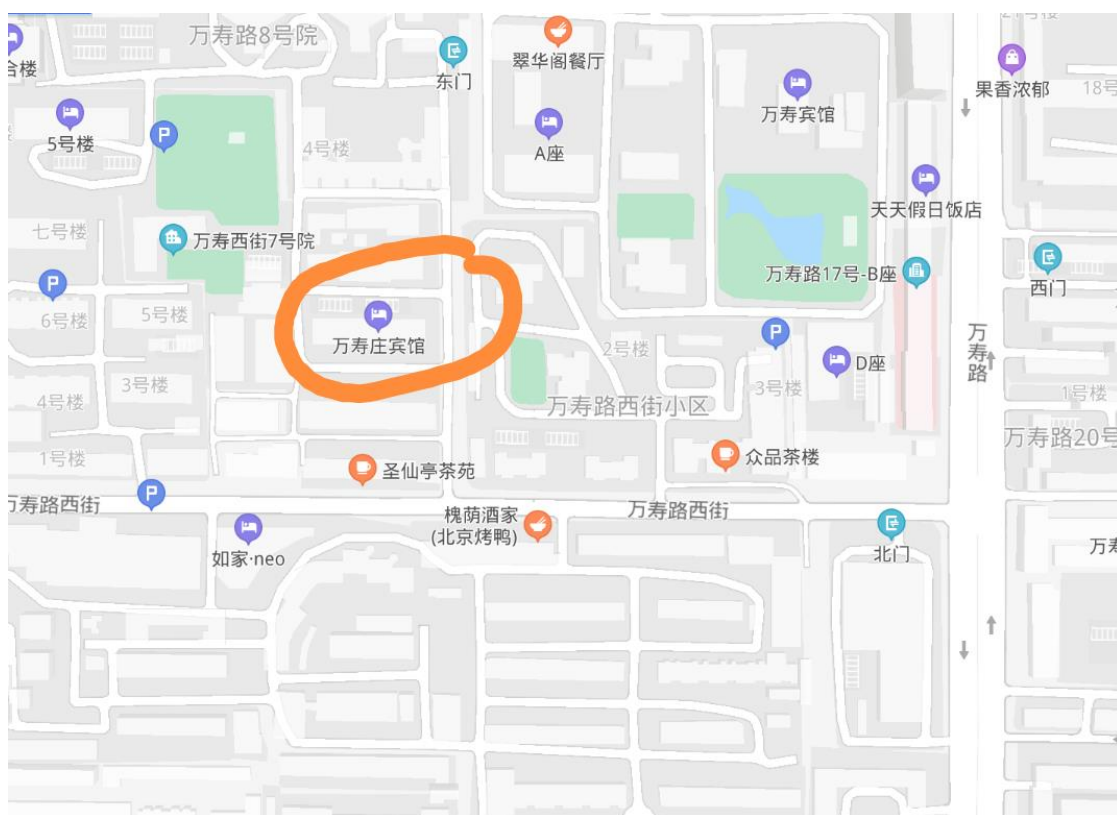 万寿路8号院
东门
翠华阁餐厅
万寿宾馆
果香浓郁
18号
合楼
5号楼
P
4号楼
A座
天天假日饭店
七号楼
万寿西街7号院
万寿路17号-B座
西门
P
6号楼
5号楼
万寿庄宾馆
2号楼
P
D座
万寿路
3号楼
3号楼
1号楼
4号楼
万寿路西街小区
万寿路20号
1号楼
圣仙亭茶苑
众品茶楼
P
万寿路西街
槐荫酒家
(北京烤鸭)
万寿路西街
如家·neo
北门
万寿